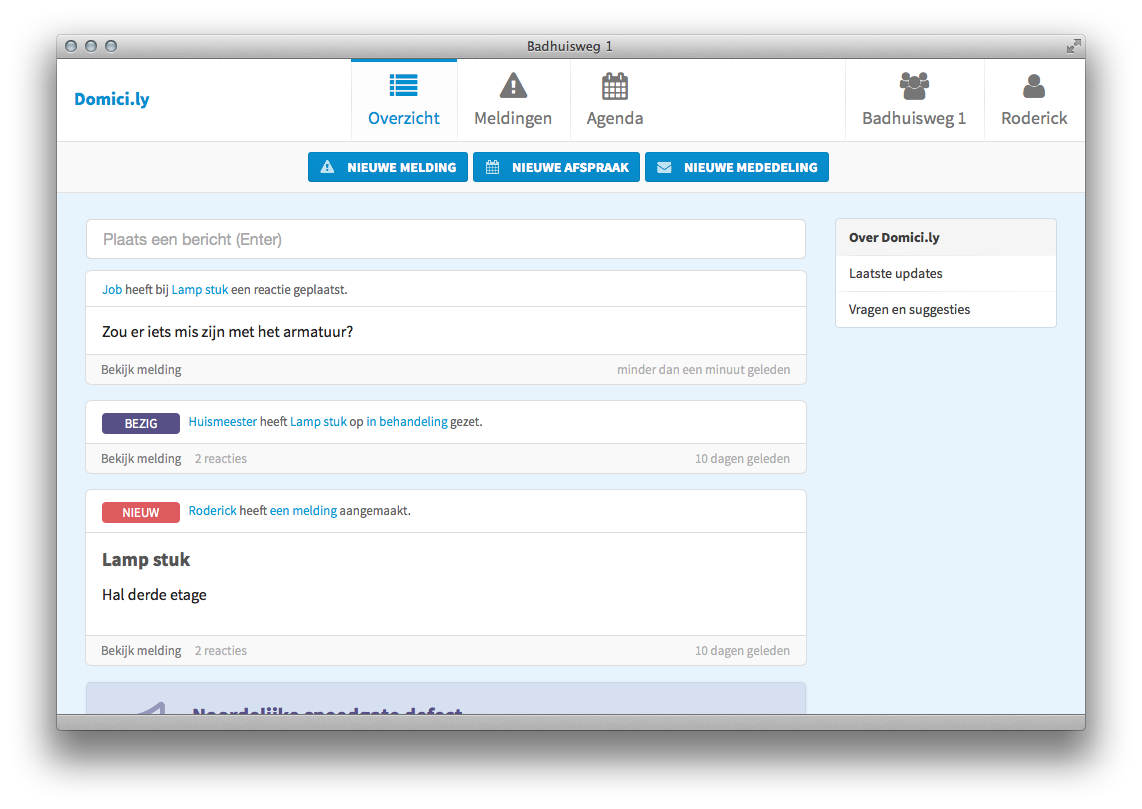 Badhuisweg 1
Domici.ly
Overzicht
Meldingen
Agenda
Badhuisweg 1
Roderick
NIEUWE MELDING
NIEUWE AFSPRAAK
NIEUWE MEDEDELING
Plaats een bericht (Enter)
Over Domici.ly
Laatste updates
Vragen en suggesties
Job heeft bij Lamp stuk een reactie geplaatst.
Zou er iets mis zijn met het armatuur?
Bekijk melding minder dan een minuut geleden
BEZIG Huismeester heeft Lamp stuk op in behandeling gezet.
Bekijk melding 2 reacties 10 dagen geleden
NIEUW Roderick heeft een melding aangemaakt.
Lamp stuk
Hal derde etage
Bekijk melding 2 reacties 10 dagen geleden
Noordelijke speedgate defect